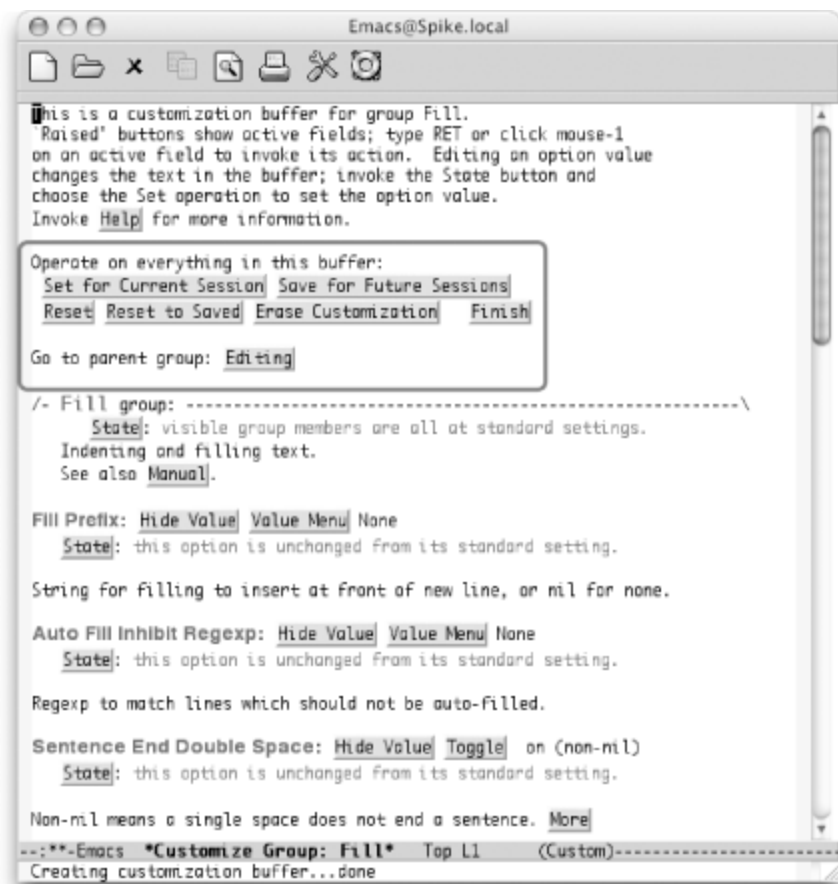 Emacs@Spike.local
This is a customization buffer for group Fill.
`Raised' buttons show active fields; type RET or click mouse-1
on an active field to invoke its action.  Editing an option value
changes the text in the buffer; invoke the State button and
choose the Set operation to set the option value.
Invoke Help for more information.
Operate on everything in this buffer:
Set for Current Session Save for Future Sessions
Reset Reset to Saved Erase Customization Finish
Go to parent group: Editing
/- Fill group: ----------------------------------------------------------\
State: visible group members are all at standard settings.
Indenting and filling text.
See also Manual.
Fill Prefix: Hide Value Value Menu None
State: this option is unchanged from its standard setting.
String for filling to insert at front of new line, or nil for none.
Auto Fill Inhibit Regexp: Hide Value Value Menu None
State: this option is unchanged from its standard setting.
Regexp to match lines which should not be auto-filled.
Sentence End Double Space: Hide Value Toggle on (non-nil)
State: this option is unchanged from its standard setting.
Non-nil means a single space does not end a sentence. More
--:**-Emacs *Customize Group: Fill* Top L1 (Custom)-----------------------
Creating customization buffer...done